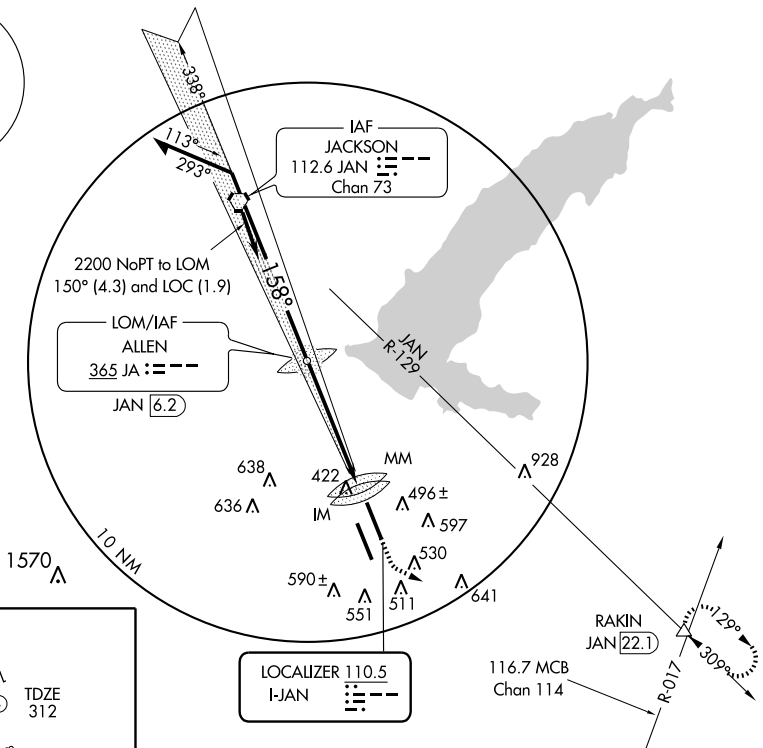 338°
113°
293°
IAF
JACKSON
112.6 JAN
Chan 73
2200 NoPT to LOM
150° (4.3) and LOC (1.9)
158°
LOM/IAF
ALLEN
365 JA
JAN 6.2
JAN
R-129
928
MM
422
IM
638
636
496±
597
530
10 NM
1570
590±
551
511
641
RAKIN
JAN 22.1
129°
309°
LOCALIZER 110.5
I-JAN
116.7 MCB
Chan 114
R-017
TDZE
312